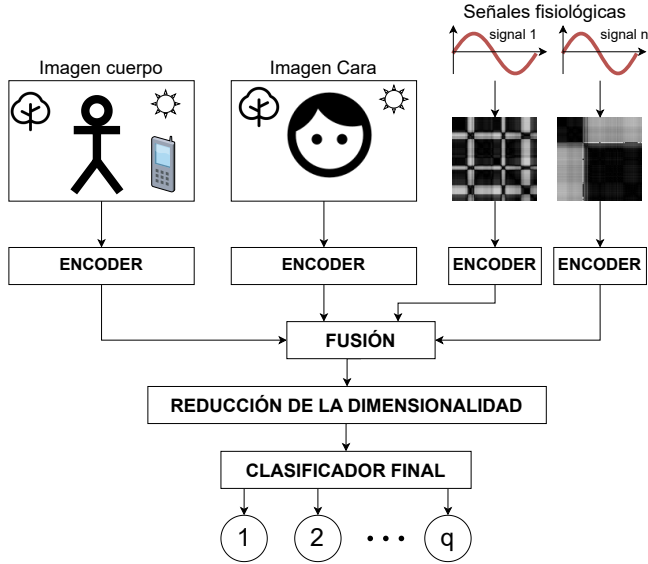 Señales fisiológicas
signal 1
signal n
Imagen cuerpo
Imagen Cara
ENCODER
ENCODER
ENCODER
ENCODER
FUSIÓN
REDUCCIÓN DE LA DIMENSIONALIDAD
CLASIFICADOR FINAL
1
2
q